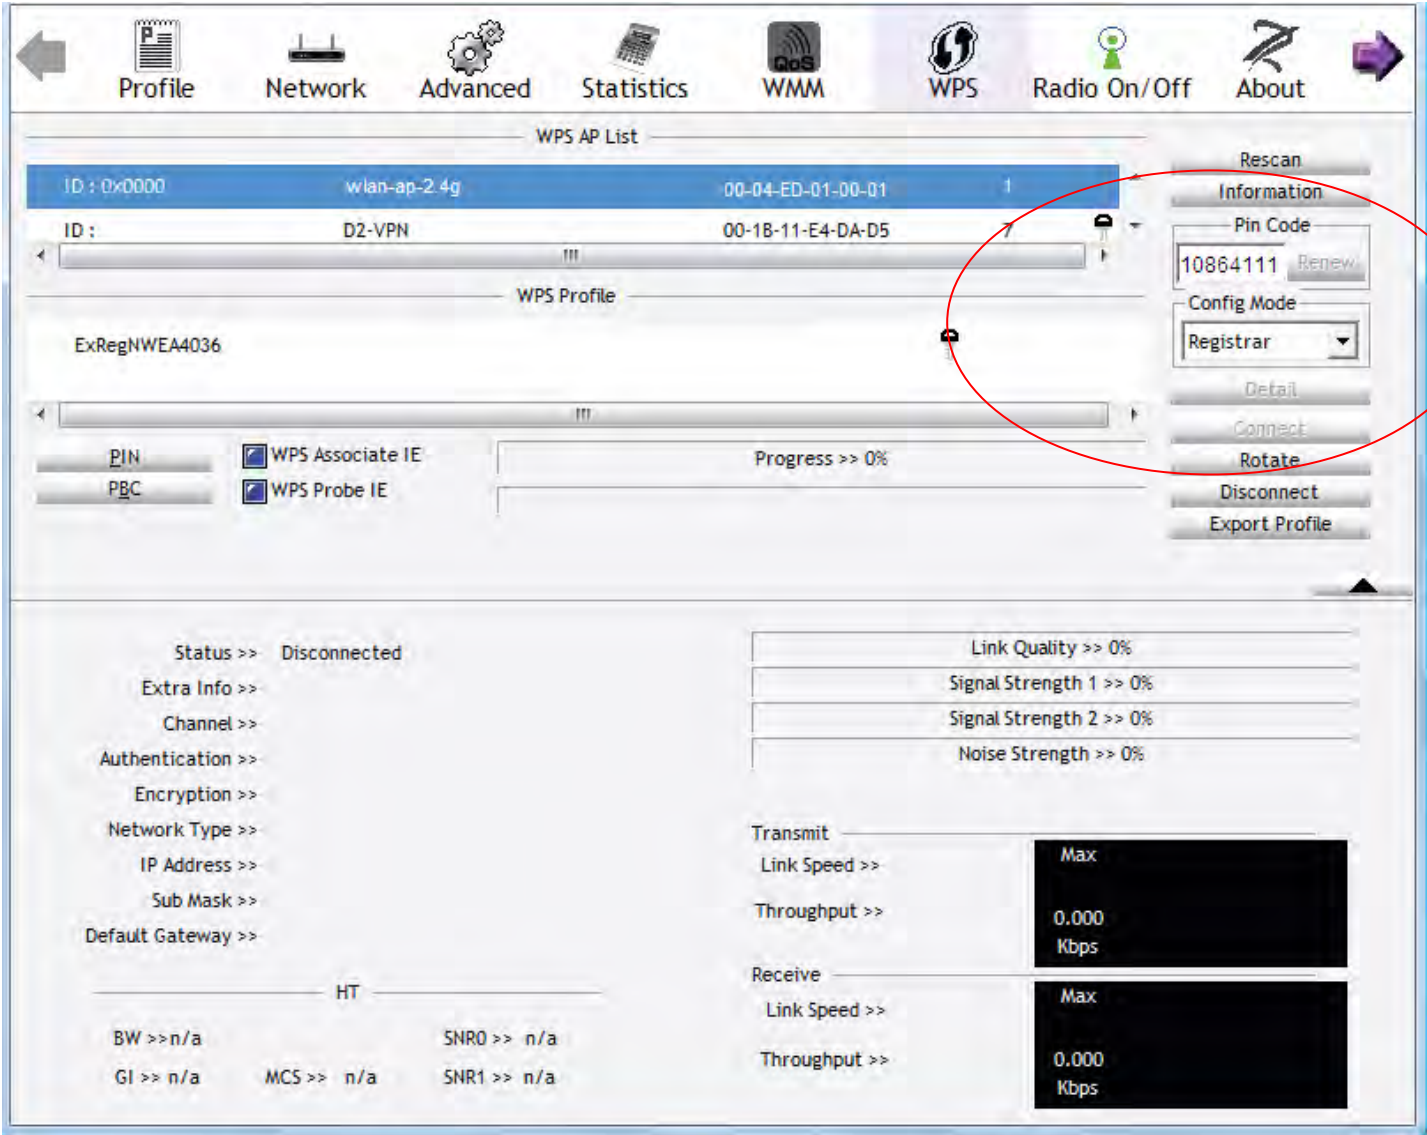 Profile Network Advanced Statistics QoS WMM WPS Radio On/Off About
WPS AP List
ID : 0x0000 wlan-ap-2.4g 00-04-ED-01-00-01 1
ID : D2-VPN 00-1B-11-E4-DA-D5 7
WPS Profile
ExRegNWEA4036
Rescan
Information
Pin Code
10864111 Renew
Config Mode
Registrar
Detail
Connect
Rotate
Disconnect
Export Profile
PIN
PBC
WPS Associate IE
WPS Probe IE
Progress >> 0%
Status >> Disconnected
Extra Info >>
Channel >>
Authentication >>
Encryption >>
Network Type >>
IP Address >>
Sub Mask >>
Default Gateway >>
HT
BW >>n/a SNR0 >> n/a
GI >> n/a MCS >> n/a SNR1 >> n/a
Link Quality >> 0%
Signal Strength 1 >> 0%
Signal Strength 2 >> 0%
Noise Strength >> 0%
Transmit
Link Speed >>
Throughput >>
Max
0.000
Kbps
Receive
Link Speed >>
Throughput >>
Max
0.000
Kbps